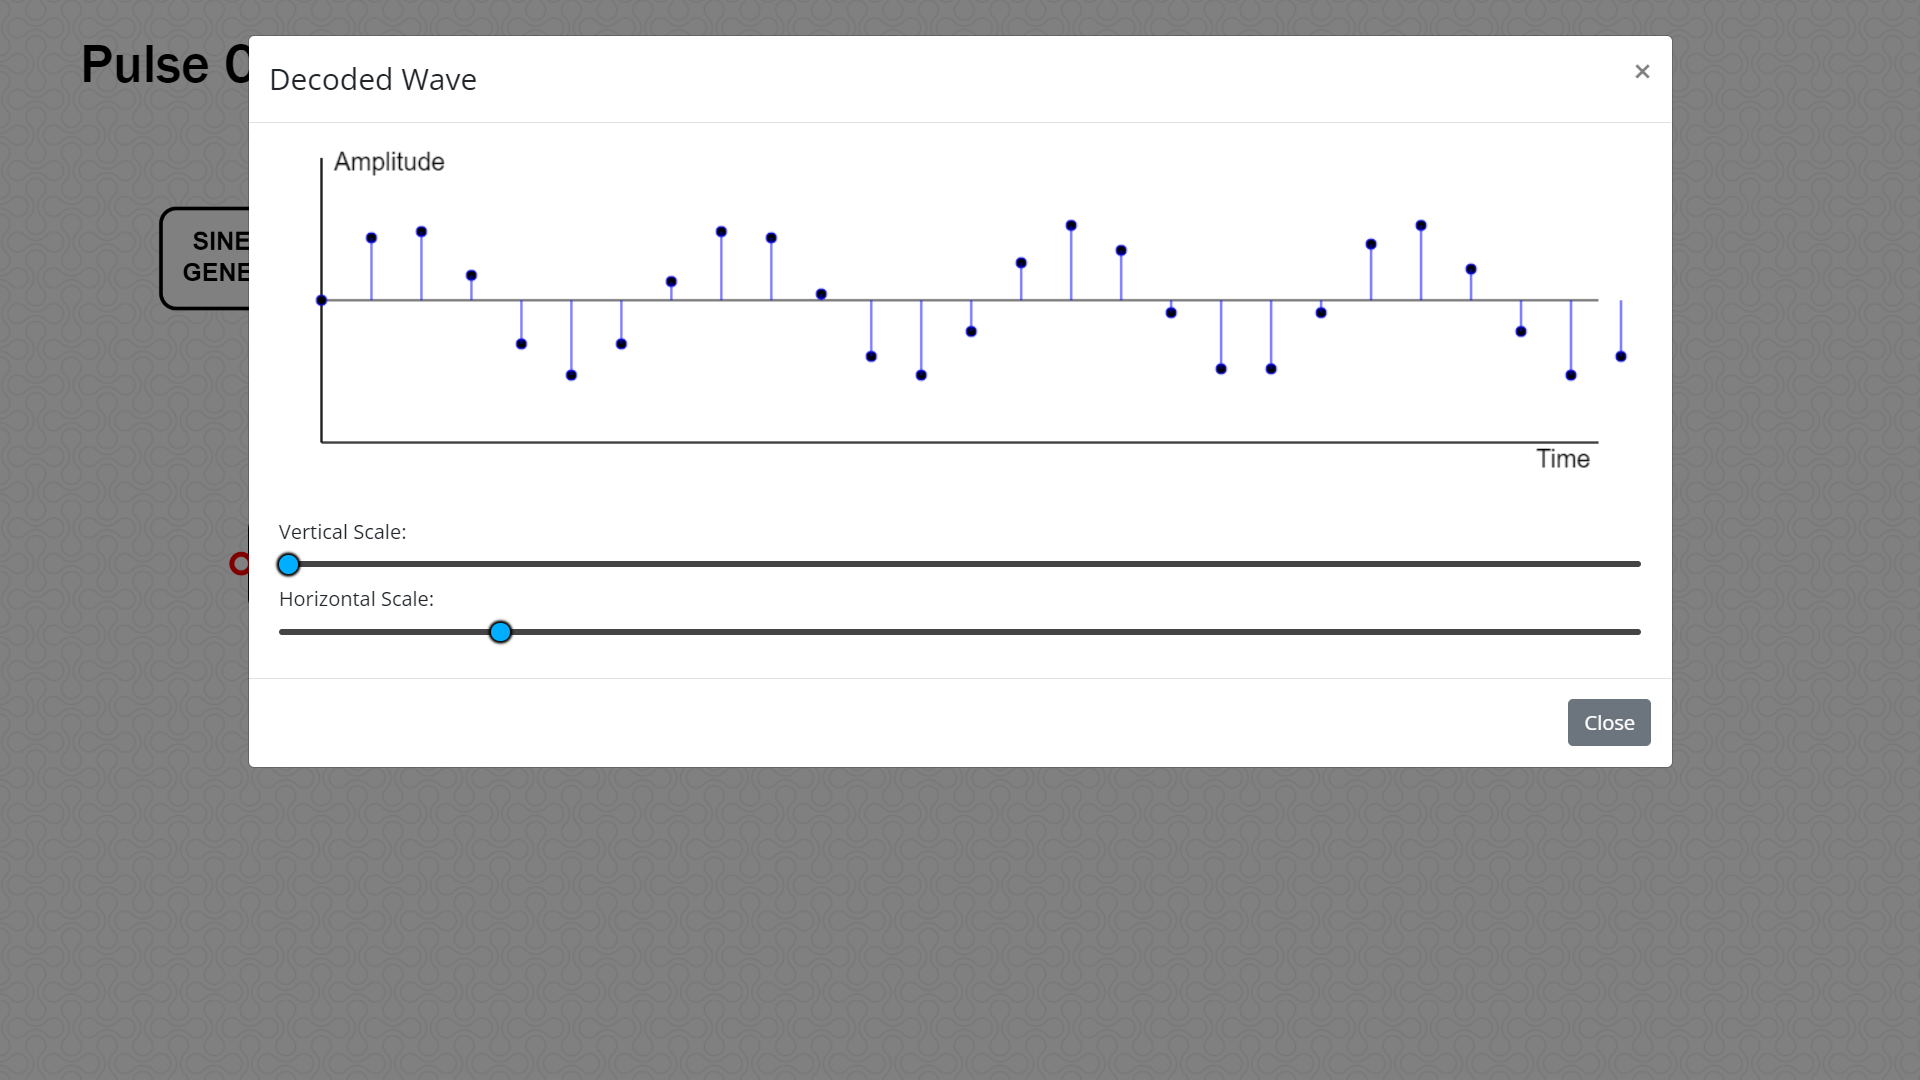 Pulse
Decoded Wave
×
Amplitude
SINE
GENE
Time
Vertical Scale:
Horizontal Scale:
Close